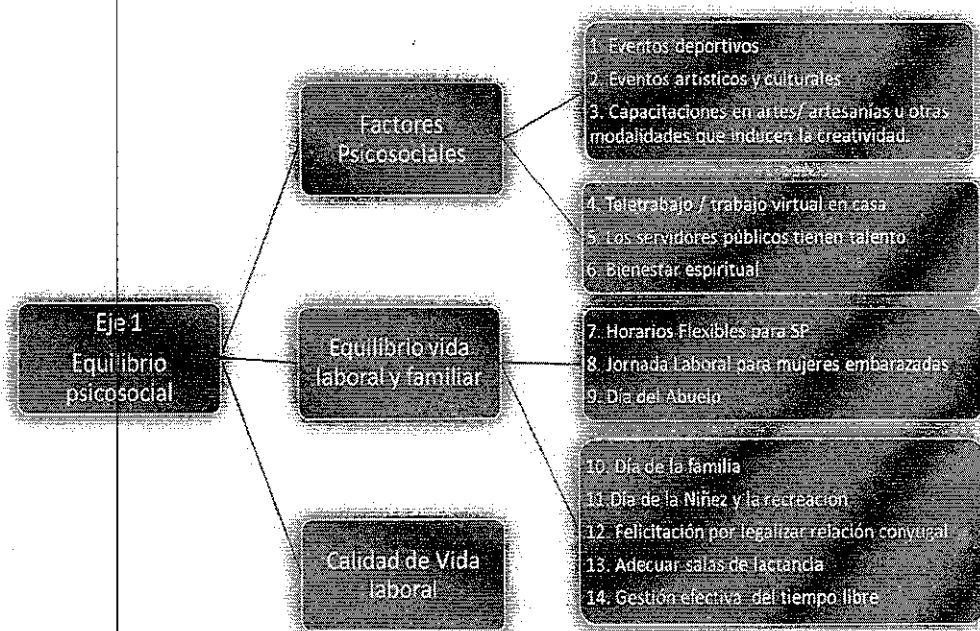 Eje 1
Equilibrio
psicosocial
Factores
Psicosociales
1. Eventos deportivos
2. Eventos artísticos y culturales
3. Capacitaciones en artes/ artesanías u otras
modalidades que inducen la creatividad.
4. Teletrabajo / trabajo virtual en casa
5. Los servidores públicos tienen talento
6. Bienestar espiritual
Equilibrio vida
laboral y familiar
7. Horarios Flexibles para SP
8. Jornada Laboral para mujeres embarazadas
9. Día del Abuelo
10. Día de la familia
11.Día de la Niñez y la recreación
12. Felicitación por legalizar relación conyugal
13. Adecuar salas de lactancia
14. Gestión efectiva del tiempo libre
Calidad de Vida
laboral